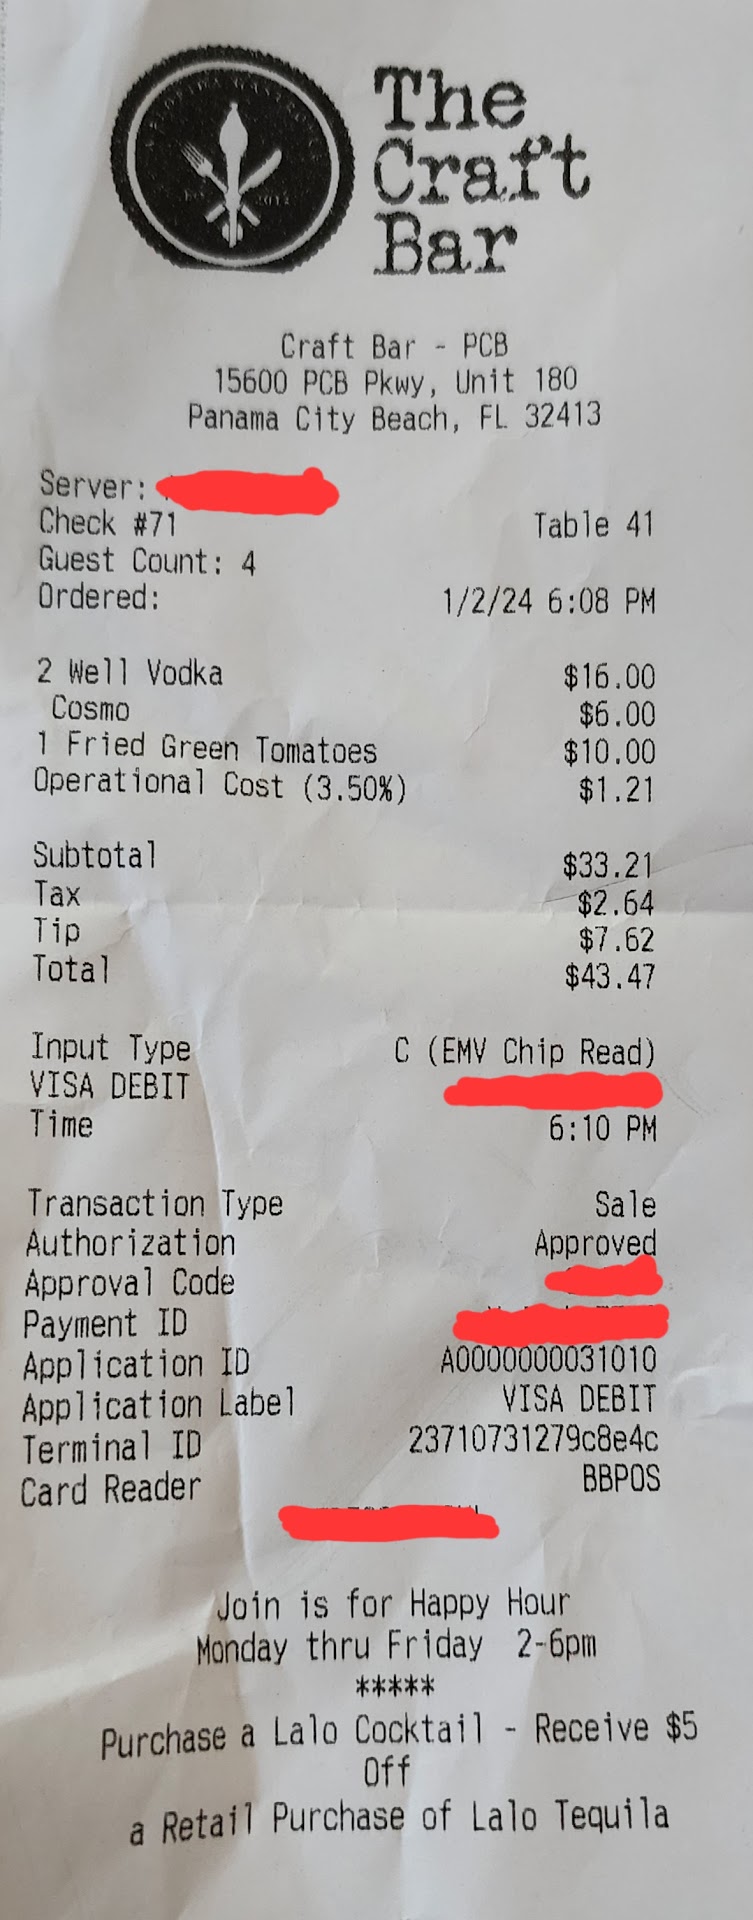 The
Craft
Bar
Craft Bar - PCB
15600 PCB Pkwy, Unit 180
Panama City Beach, FL 32413
Server:
Check #71 Table 41
Guest Count: 4
Ordered: 1/2/24 6:08 PM
2 Well Vodka $16.00
Cosmo $6.00
1 Fried Green Tomatoes $10.00
Operational Cost (3.50%) $1.21
Subtotal $33.21
Tax $2.64
Tip $7.62
Total $43.47
Input Type C (EMV Chip Read)
VISA DEBIT
Time 6:10 PM
Transaction Type Sale
Authorization Approved
Approval Code
Payment ID
Application ID A0000000031010
Application Label VISA DEBIT
Terminal ID 23710731279c8e4c
Card Reader BBPOS
Join is for Happy Hour
Monday thru Friday 2-6pm
*****
Purchase a Lalo Cocktail - Receive $5
Off
a Retail Purchase of Lalo Tequila